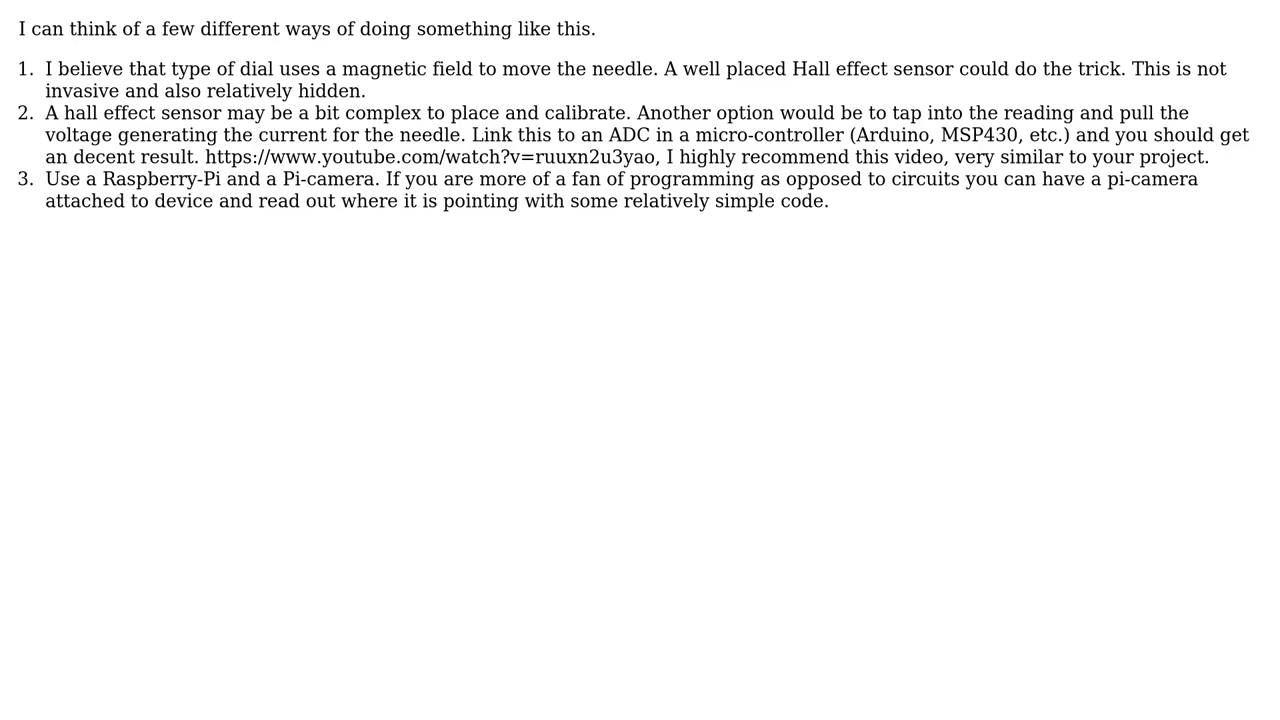 I can think of a few different ways of doing something like this.
1. I believe that type of dial uses a magnetic field to move the needle. A well placed Hall effect sensor could do the trick. This is not
invasive and also relatively hidden.
2. A hall effect sensor may be a bit complex to place and calibrate. Another option would be to tap into the reading and pull the
voltage generating the current for the needle. Link this to an ADC in a micro-controller (Arduino, MSP430, etc.) and you should get
an decent result. https://www.youtube.com/watch?v=ruuxn2u3yao, I highly recommend this video, very similar to your project.
3. Use a Raspberry-Pi and a Pi-camera. If you are more of a fan of programming as opposed to circuits you can have a pi-camera
attached to device and read out where it is pointing with some relatively simple code.